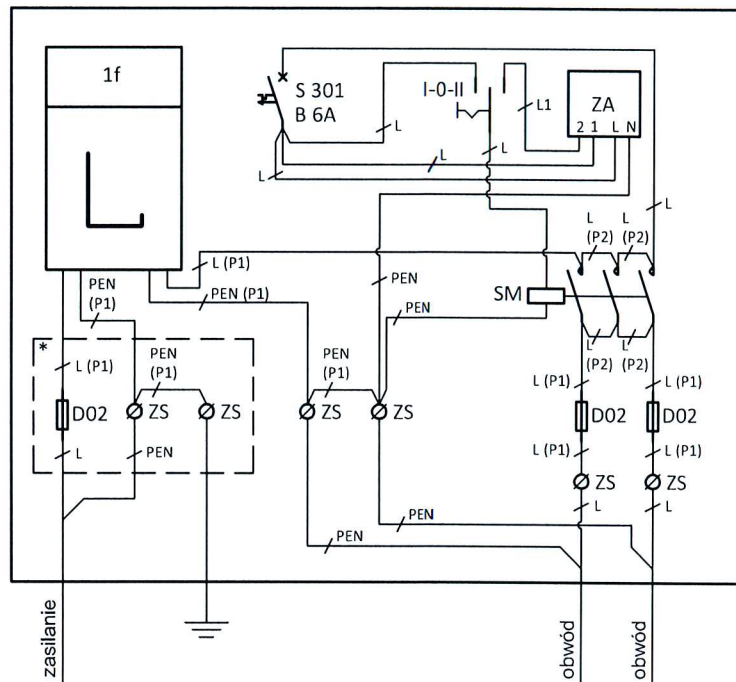 1f
S 301
B 6A
I-0-II
ZA
2 1 L N
L
L1
L
L
L
L
L (P1)
PEN (P1)
PEN
(P1)
PEN
PEN
SM
L
(P2)
L
(P2)
L
(P2)
L
(P2)
*
L (P1)
PEN
(P1)
D02
ZS
ZS
L
PEN
PEN
(P1)
ZS
ZS
L (P1)
L (P1)
D02
D02
L (P1)
L (P1)
ZS
ZS
L
L
PEN
PEN
zasilanie
obwód
obwód